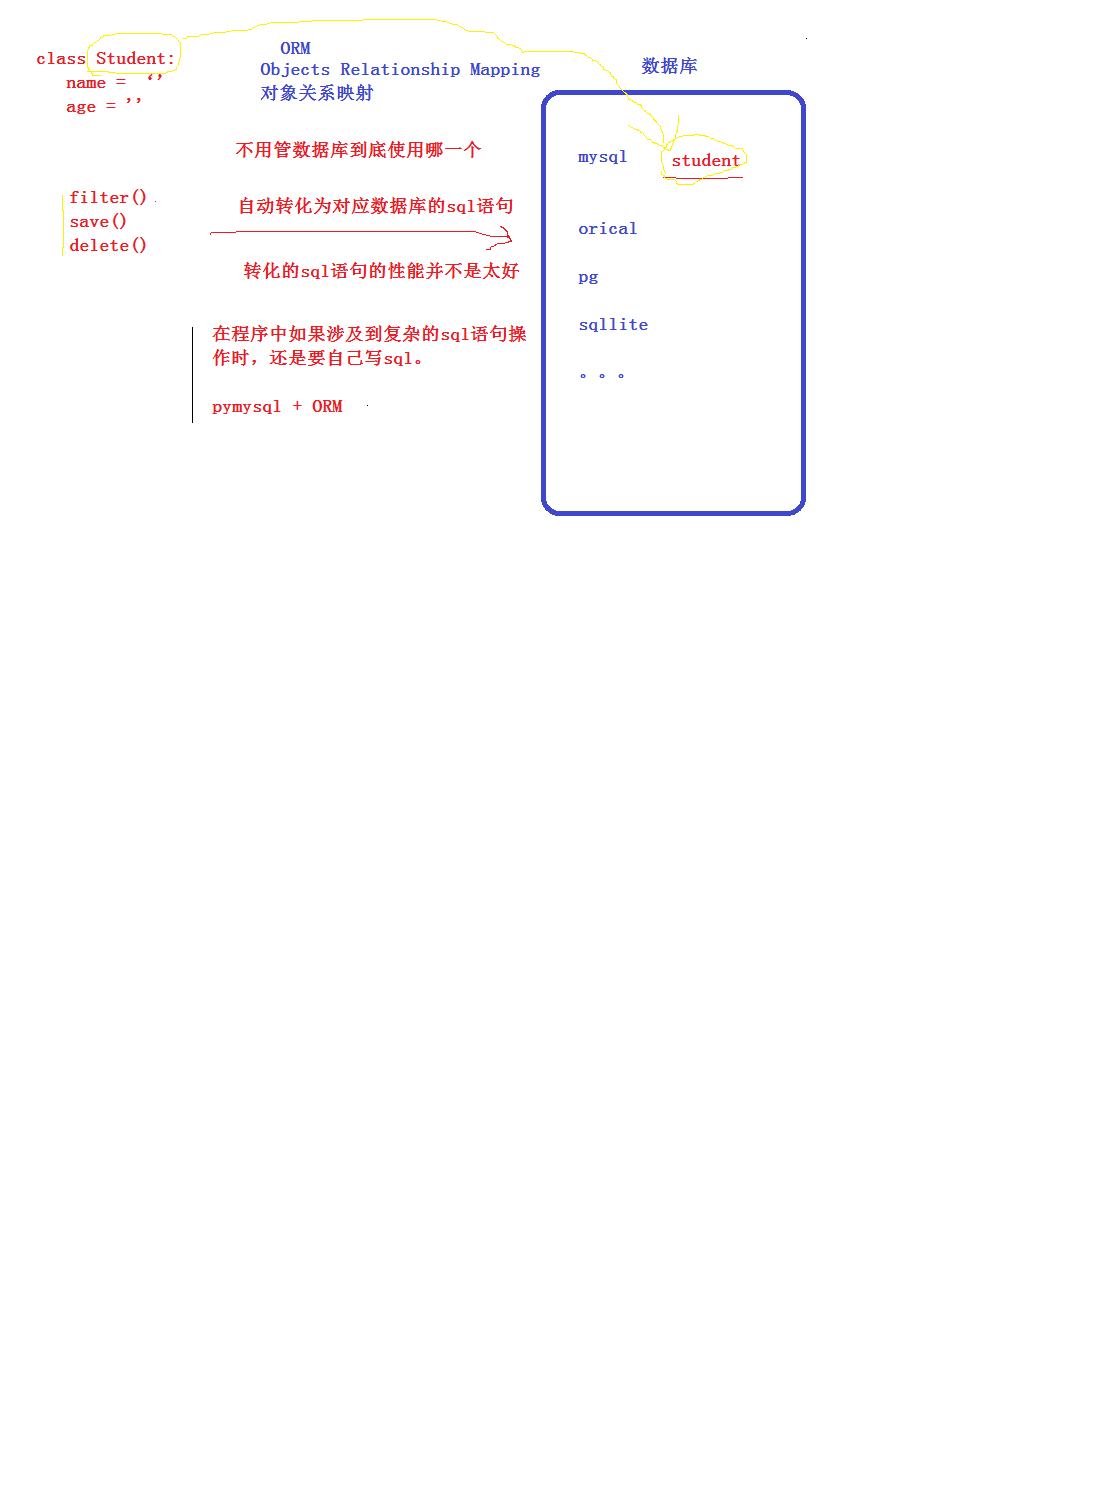 class Student:
name = ‘’
age = ’’
filter()
save()
delete()
ORM
Objects Relationship Mapping
对象关系映射
不用管数据库到底使用哪一个
自动转化为对应数据库的sql语句
转化的sql语句的性能并不是太好
在程序中如果涉及到复杂的sql语句操
作时，还是要自己写sql。
pymysql + ORM
数据库
mysql student
orical
pg
sqllite
。。。